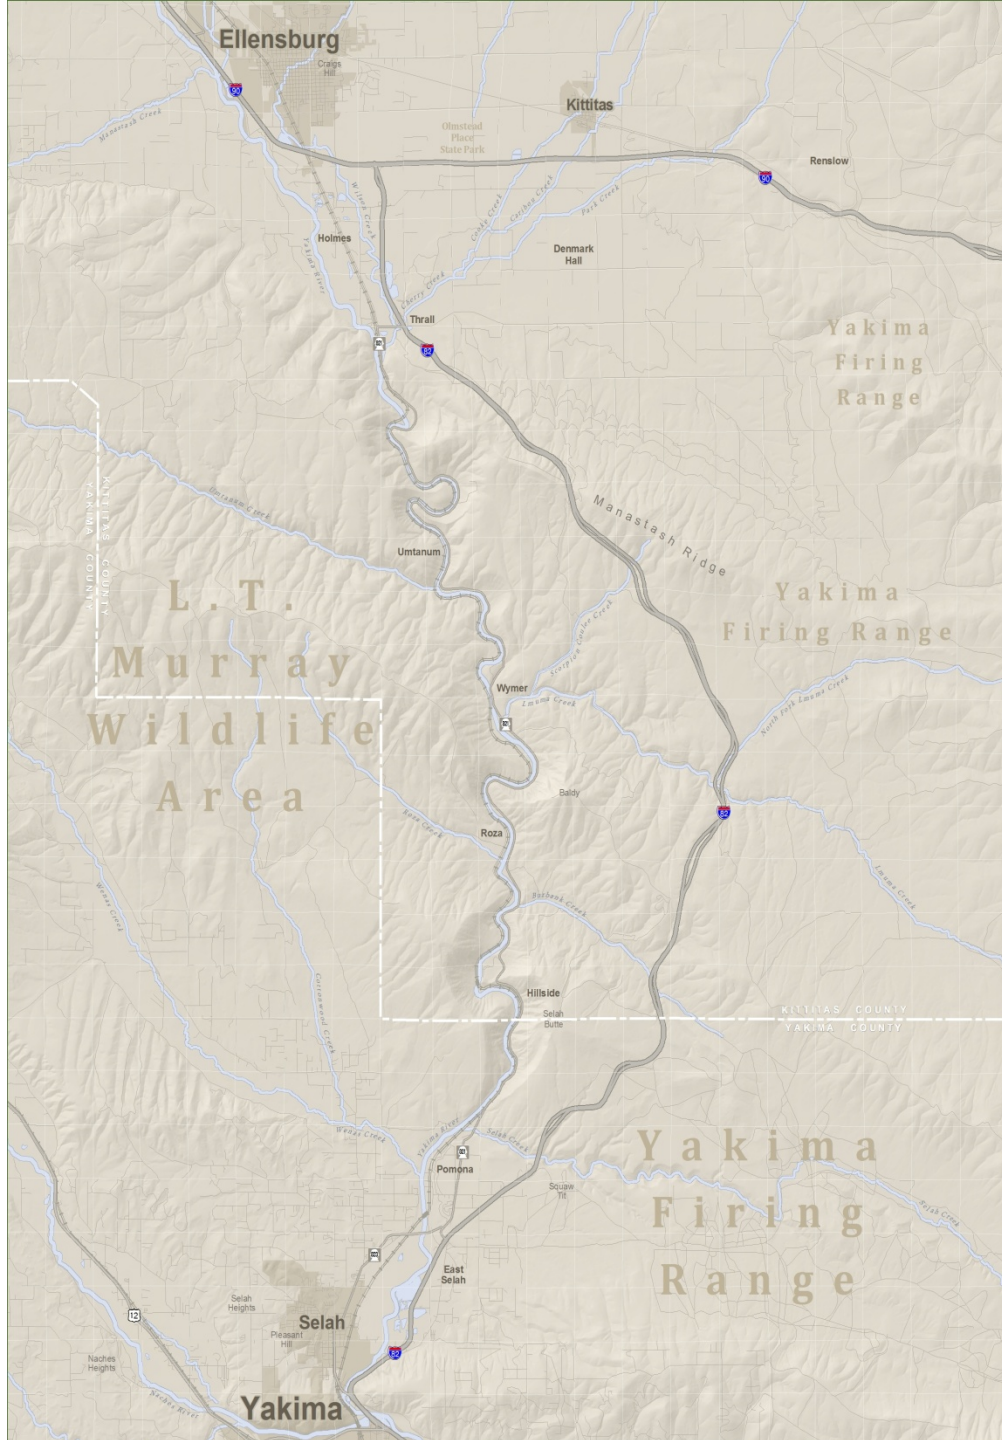 Ellensburg
Craigs
Hill
90
Kittitas
Manastash Creek
Olmstead
Place
State Park
Renslow
90
Wilson Creek
Caribou Creek
Park Creek
Holmes
Yakima River
Denmark
Hall
Cherry Creek
Thrall
82
Yakima
Firing
Range
KITTITAS COUNTY
YAKIMA COUNTY
Umtanum Creek
Manastash Ridge
Umtanum
L.T.
Murray
Wildlife
Area
Yakima
Firing Range
Scorpion Coulee Creek
Wymer
Lmuma Creek
North Fork Lmuma Creek
Baldy
82
Roza Creek
Roza
Wenas Creek
Burbank Creek
Lmuma Creek
Cottonwood Creek
Hillside
Selah
Butte
KITTITAS COUNTY
YAKIMA COUNTY
Wenas Creek
Yakima River
Selah Creek
Pomona
Squaw
Tit
Yakima
Firing
Range
Selah Creek
East
Selah
Selah
Heights
12
Selah
Pleasant
Hill
82
Naches
Heights
Naches River
Yakima